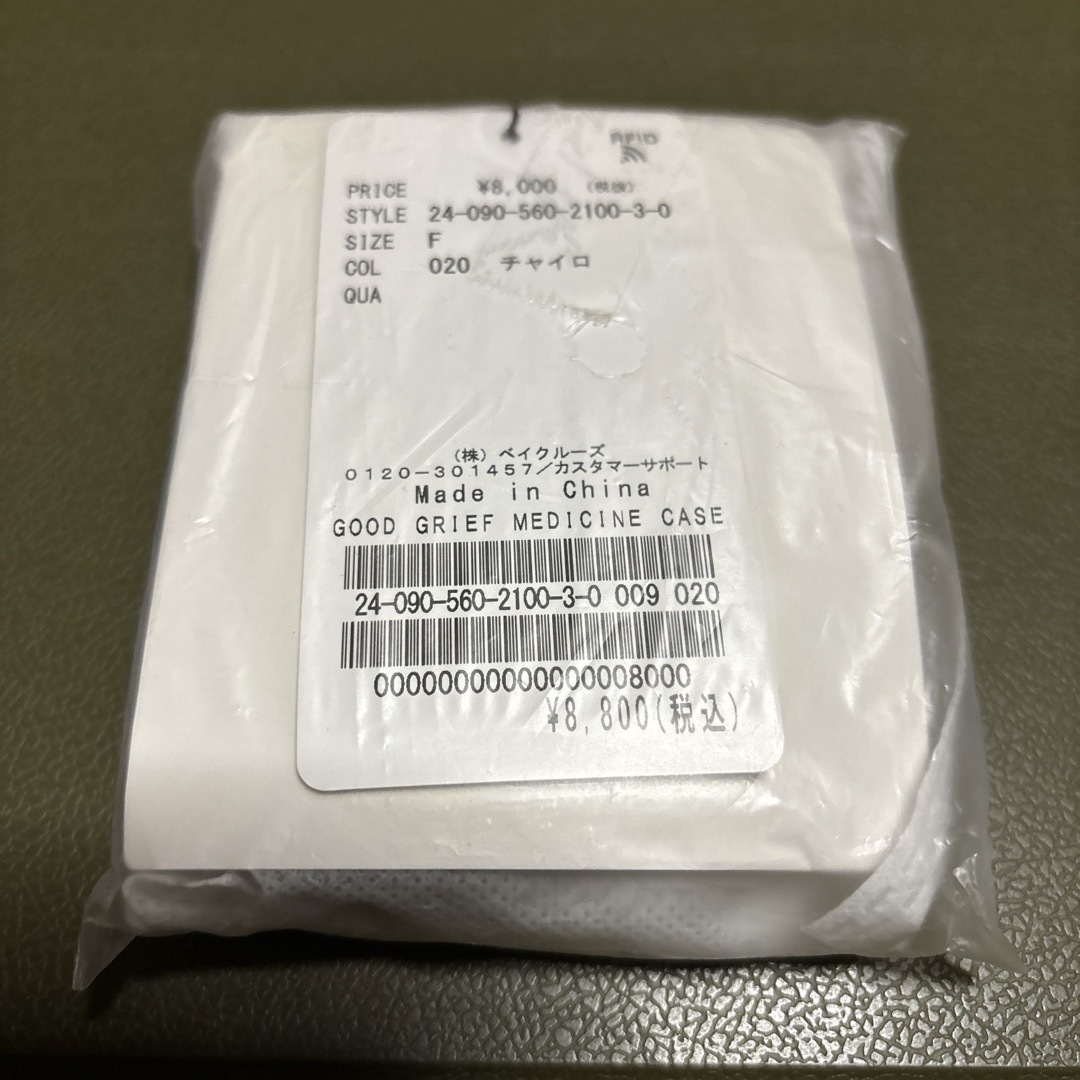 RFID
PRICE ¥8,000 (税抜)
STYLE 24-090-560-2100-3-0
SIZE F
COL 020 チャイロ
QUA
(株)ベイクルーズ
0120-301457/カスタマーサポート
Made in China
GOOD GRIEF MEDICINE CASE
24-090-560-2100-3-0 009 020
00000000000000008000
¥8,800(税込)